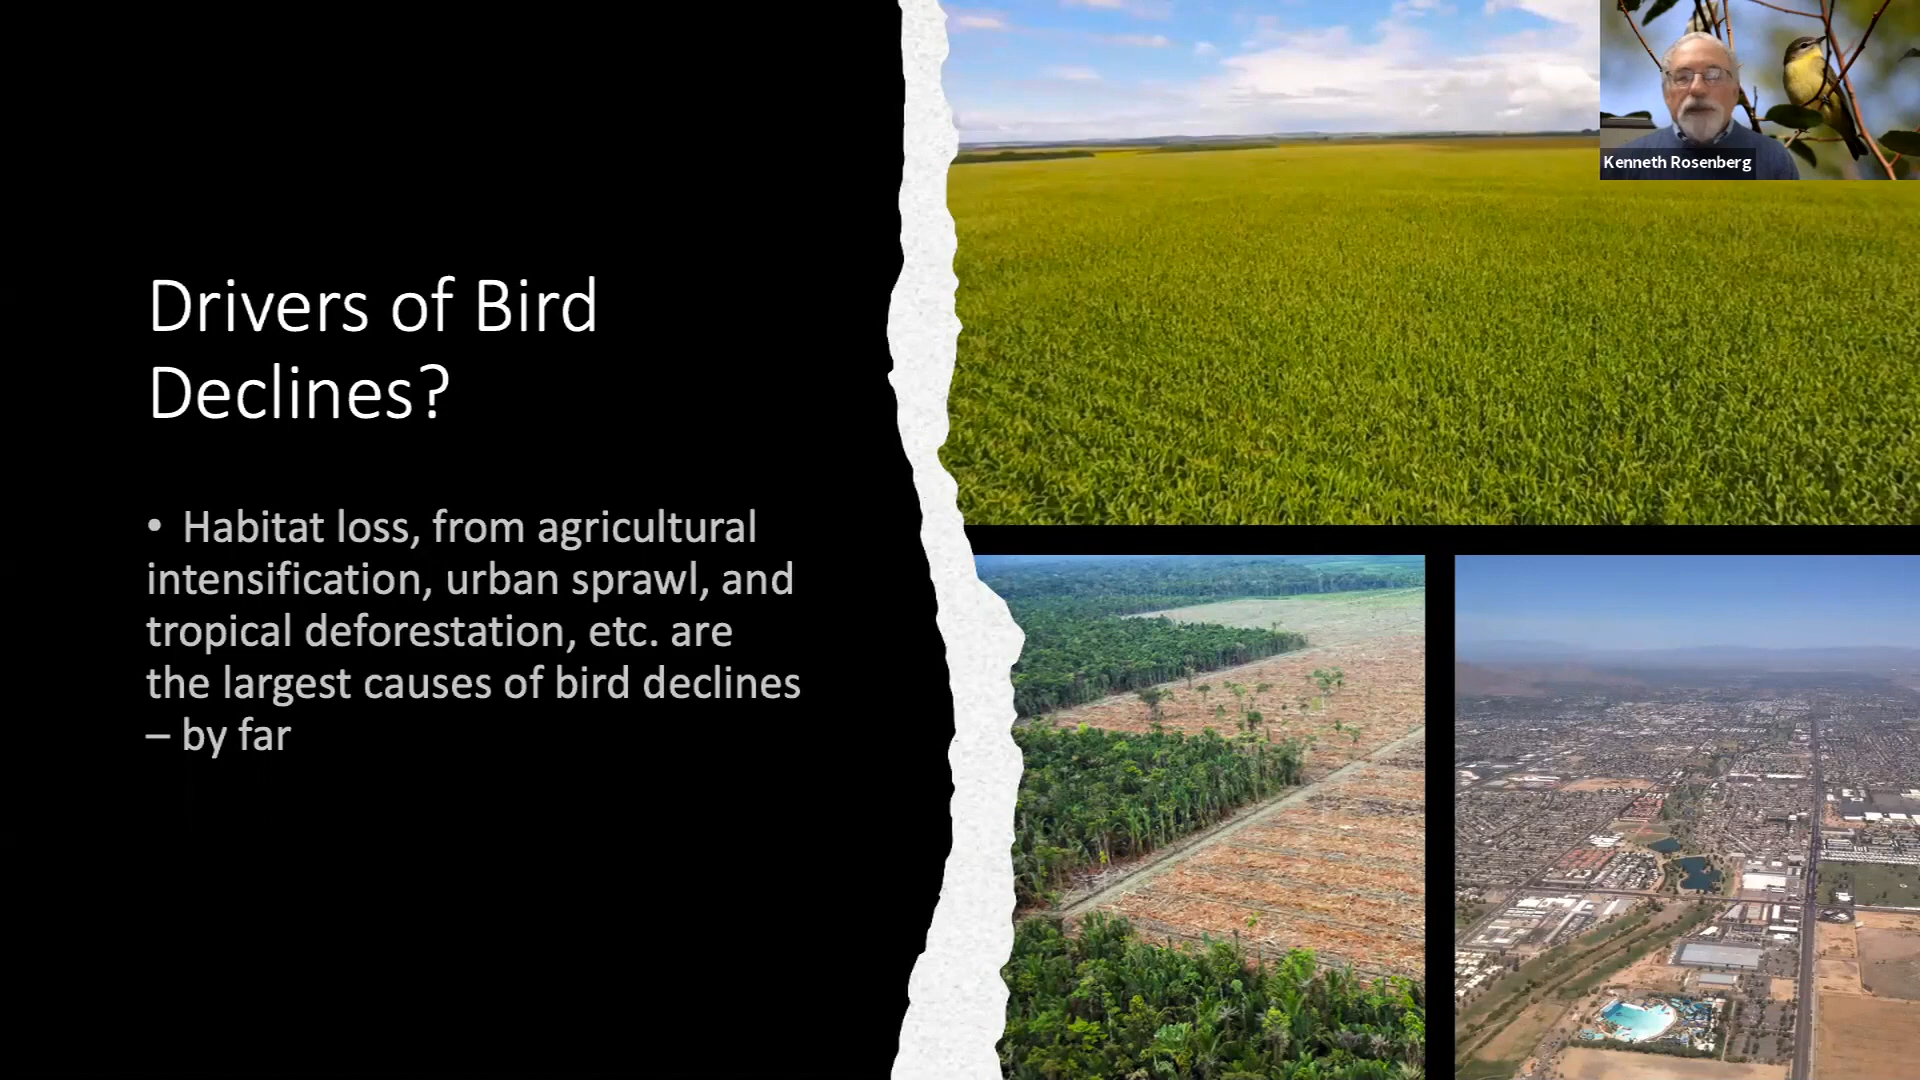 Drivers of Bird
Declines?
• Habitat loss, from agricultural
intensification, urban sprawl, and
tropical deforestation, etc. are
the largest causes of bird declines
– by far
Kenneth Rosenberg